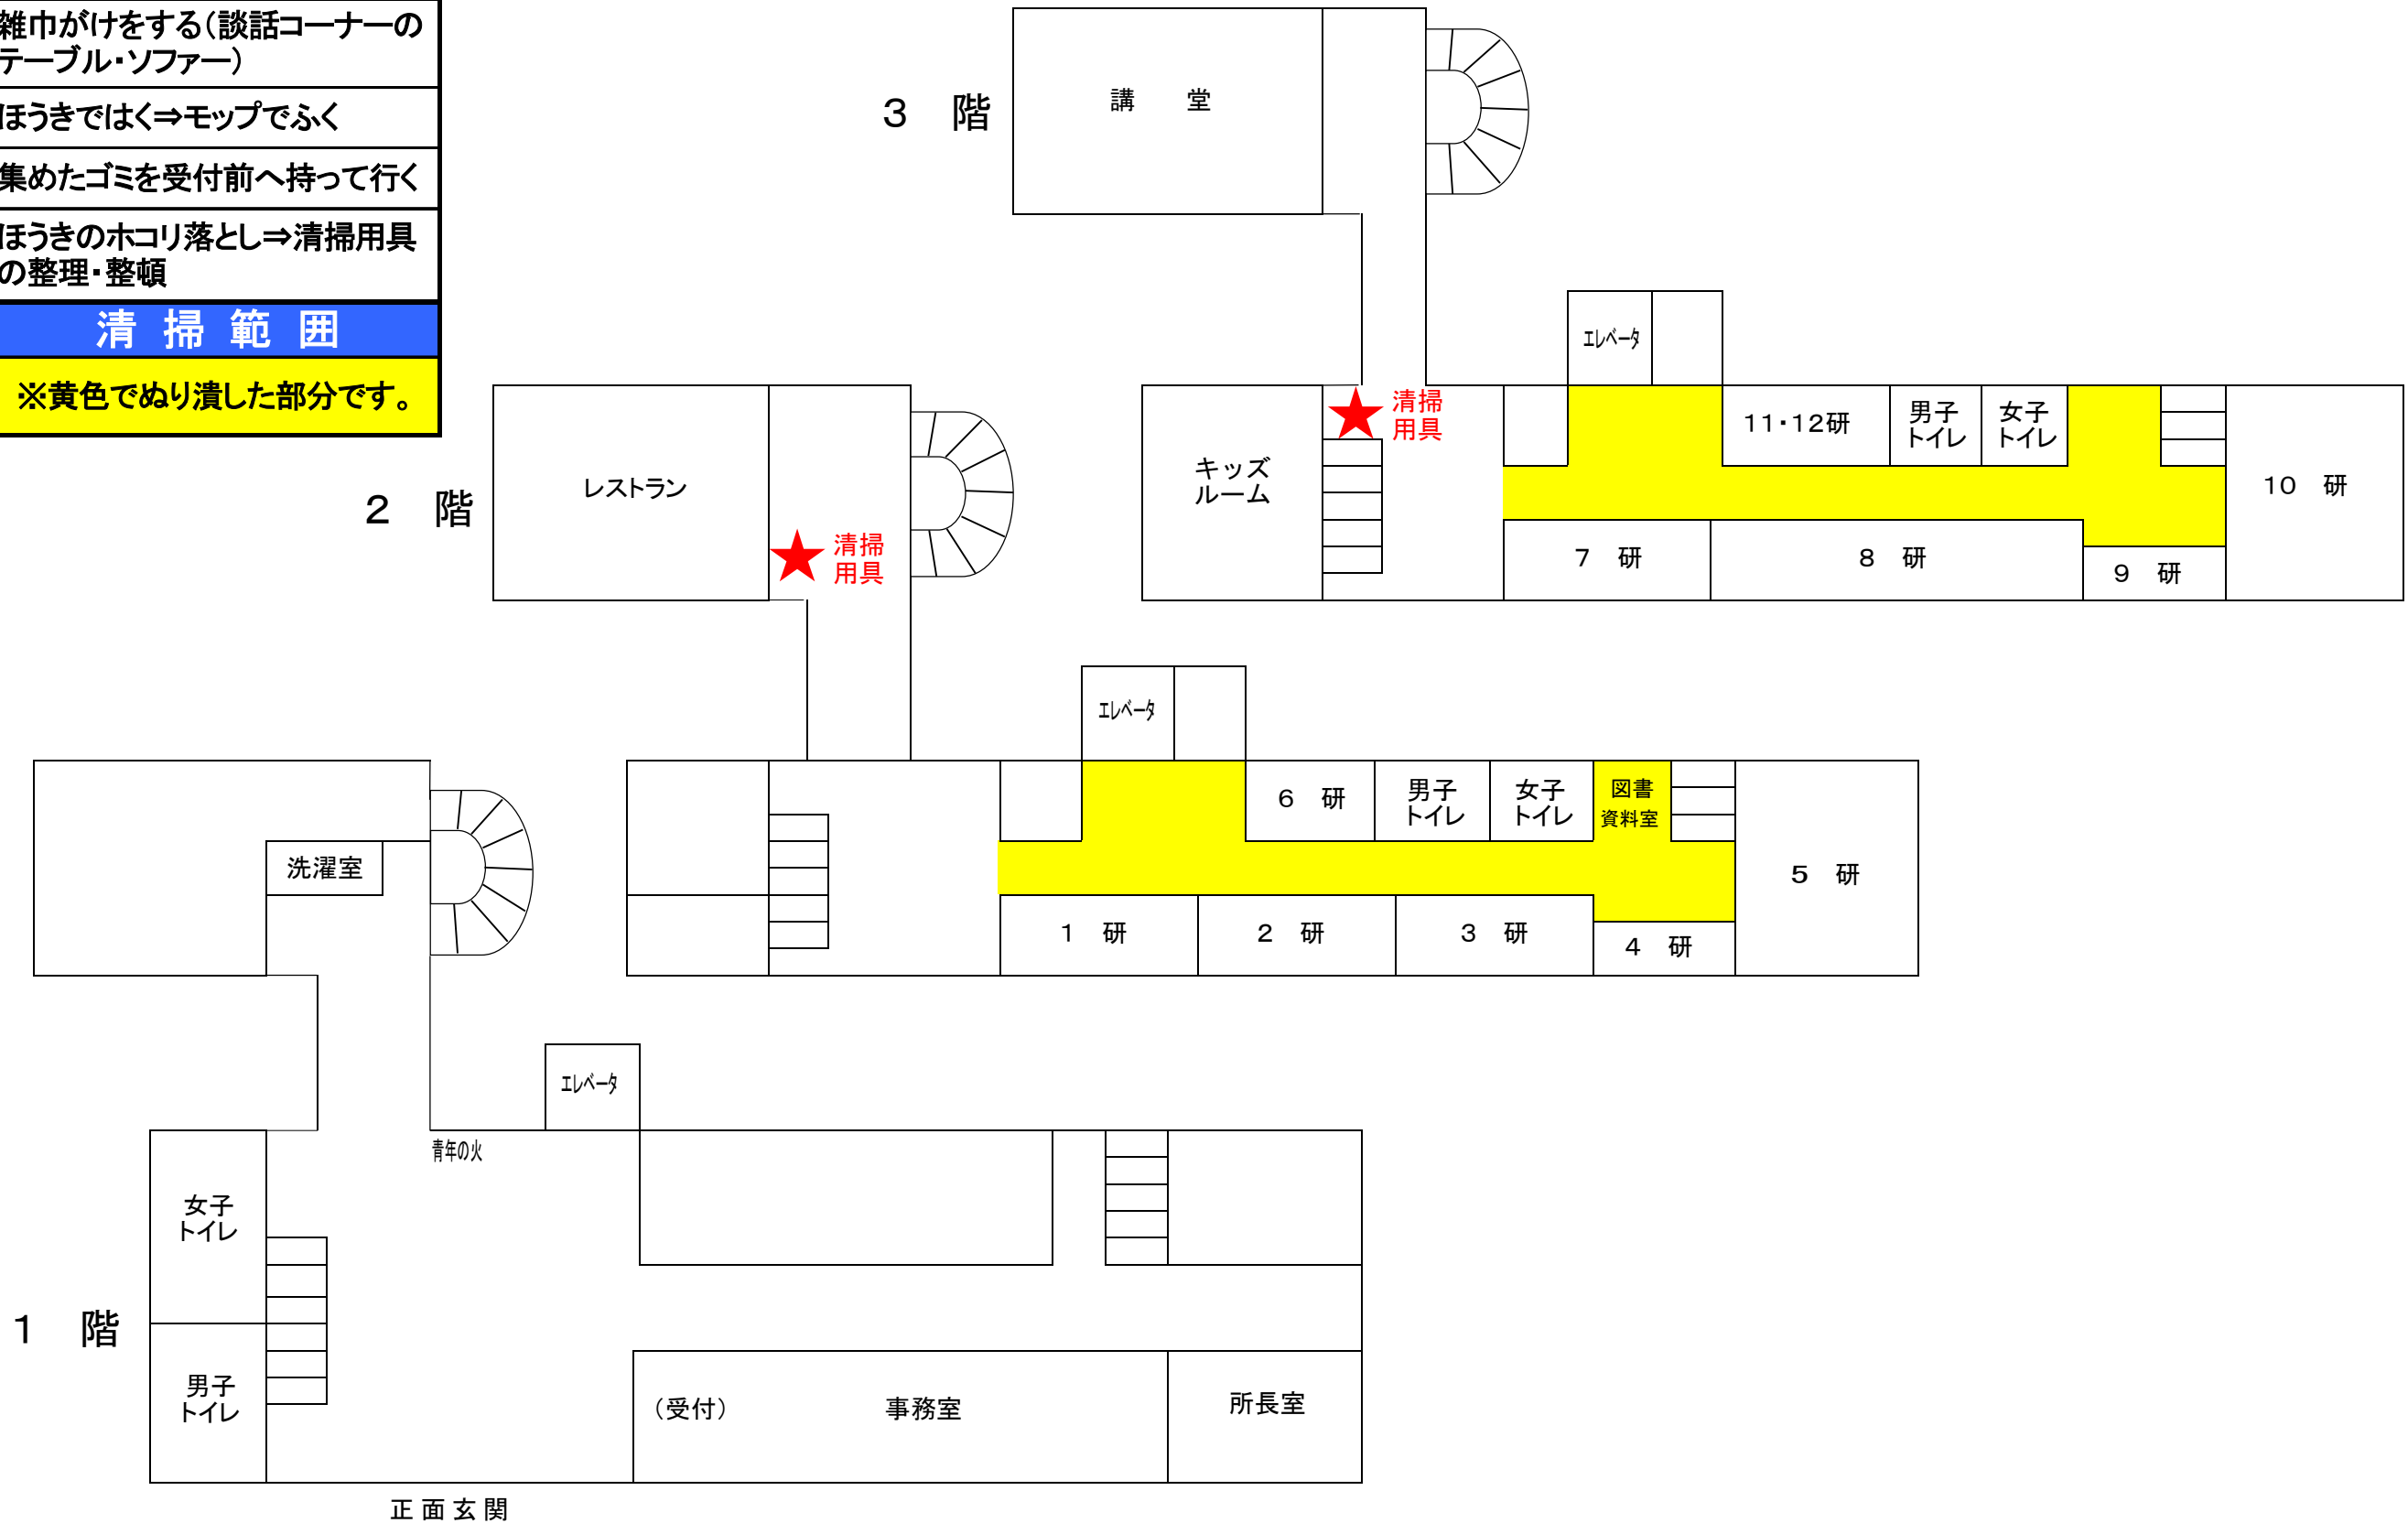 雑巾がけをする（談話コーナーの
テーブル・ソファー）
ほうきではく⇒モップでふく
集めたゴミを受付前へ持って行く
ほうきのホコリ落とし⇒清掃用具
の整理・整頓
清 掃 範 囲
※黄色でぬり潰した部分です。
３ 階
講 堂
エレベータ
清掃
用具
キッズ
ルーム
11・12研
男子
トイレ
女子
トイレ
10 研
７ 研
８ 研
９ 研
２ 階
レストラン
清掃
用具
エレベータ
６ 研
男子
トイレ
女子
トイレ
図書
資料室
５ 研
１ 研
２ 研
３ 研
４ 研
洗濯室
エレベータ
青年の火
女子
トイレ
１ 階
男子
トイレ
（受付）
事務室
所長室
正面玄関